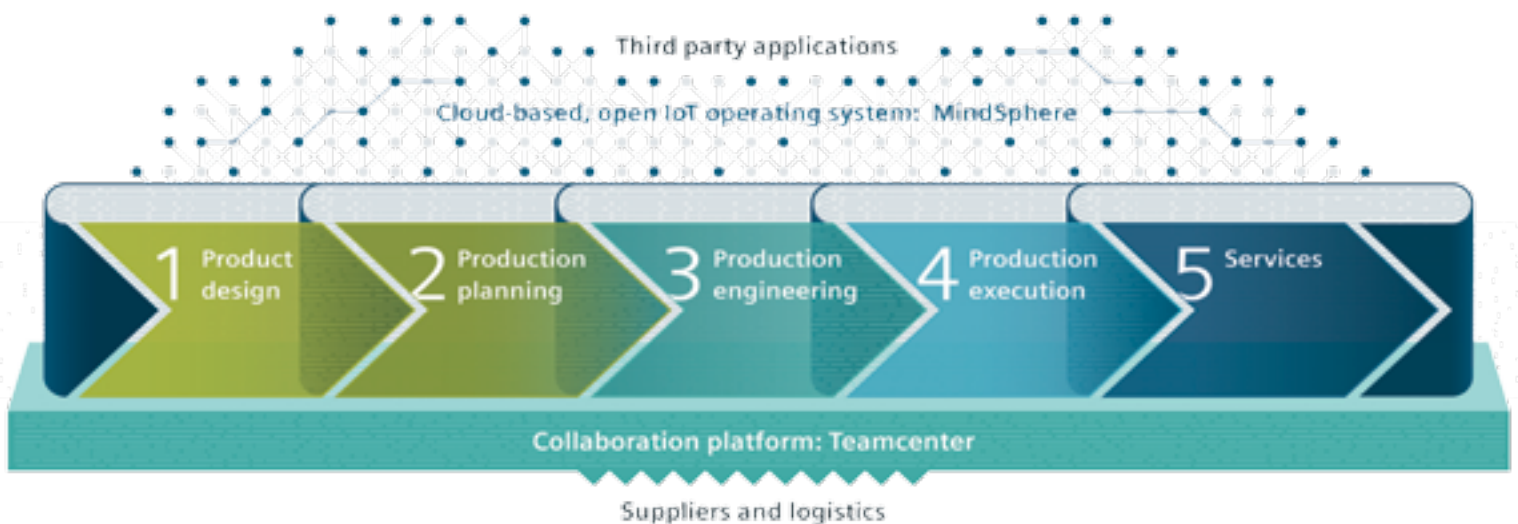 Third party applications
Cloud-based, open IoT operating system: MindSphere
1 Product
design
2 Production
planning
3 Production
engineering
4 Production
execution
5 Services
Collaboration platform: Teamcenter
Suppliers and logistics